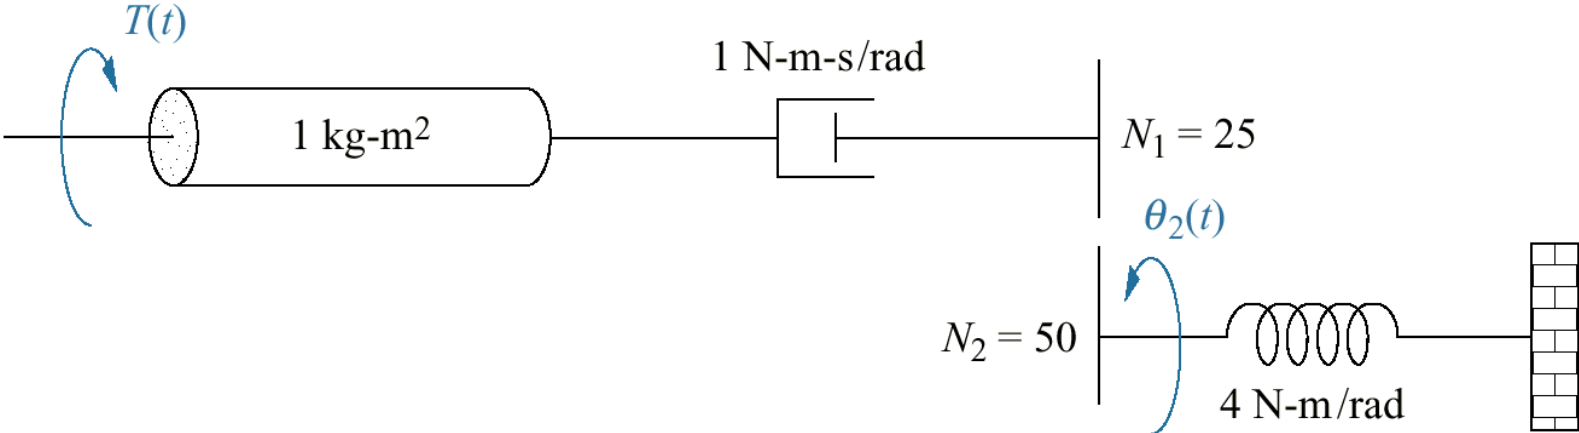 T(t)
1 N-m-s/rad
1 kg-m²
N₁ = 25
θ₂(t)
N₂ = 50
4 N-m/rad